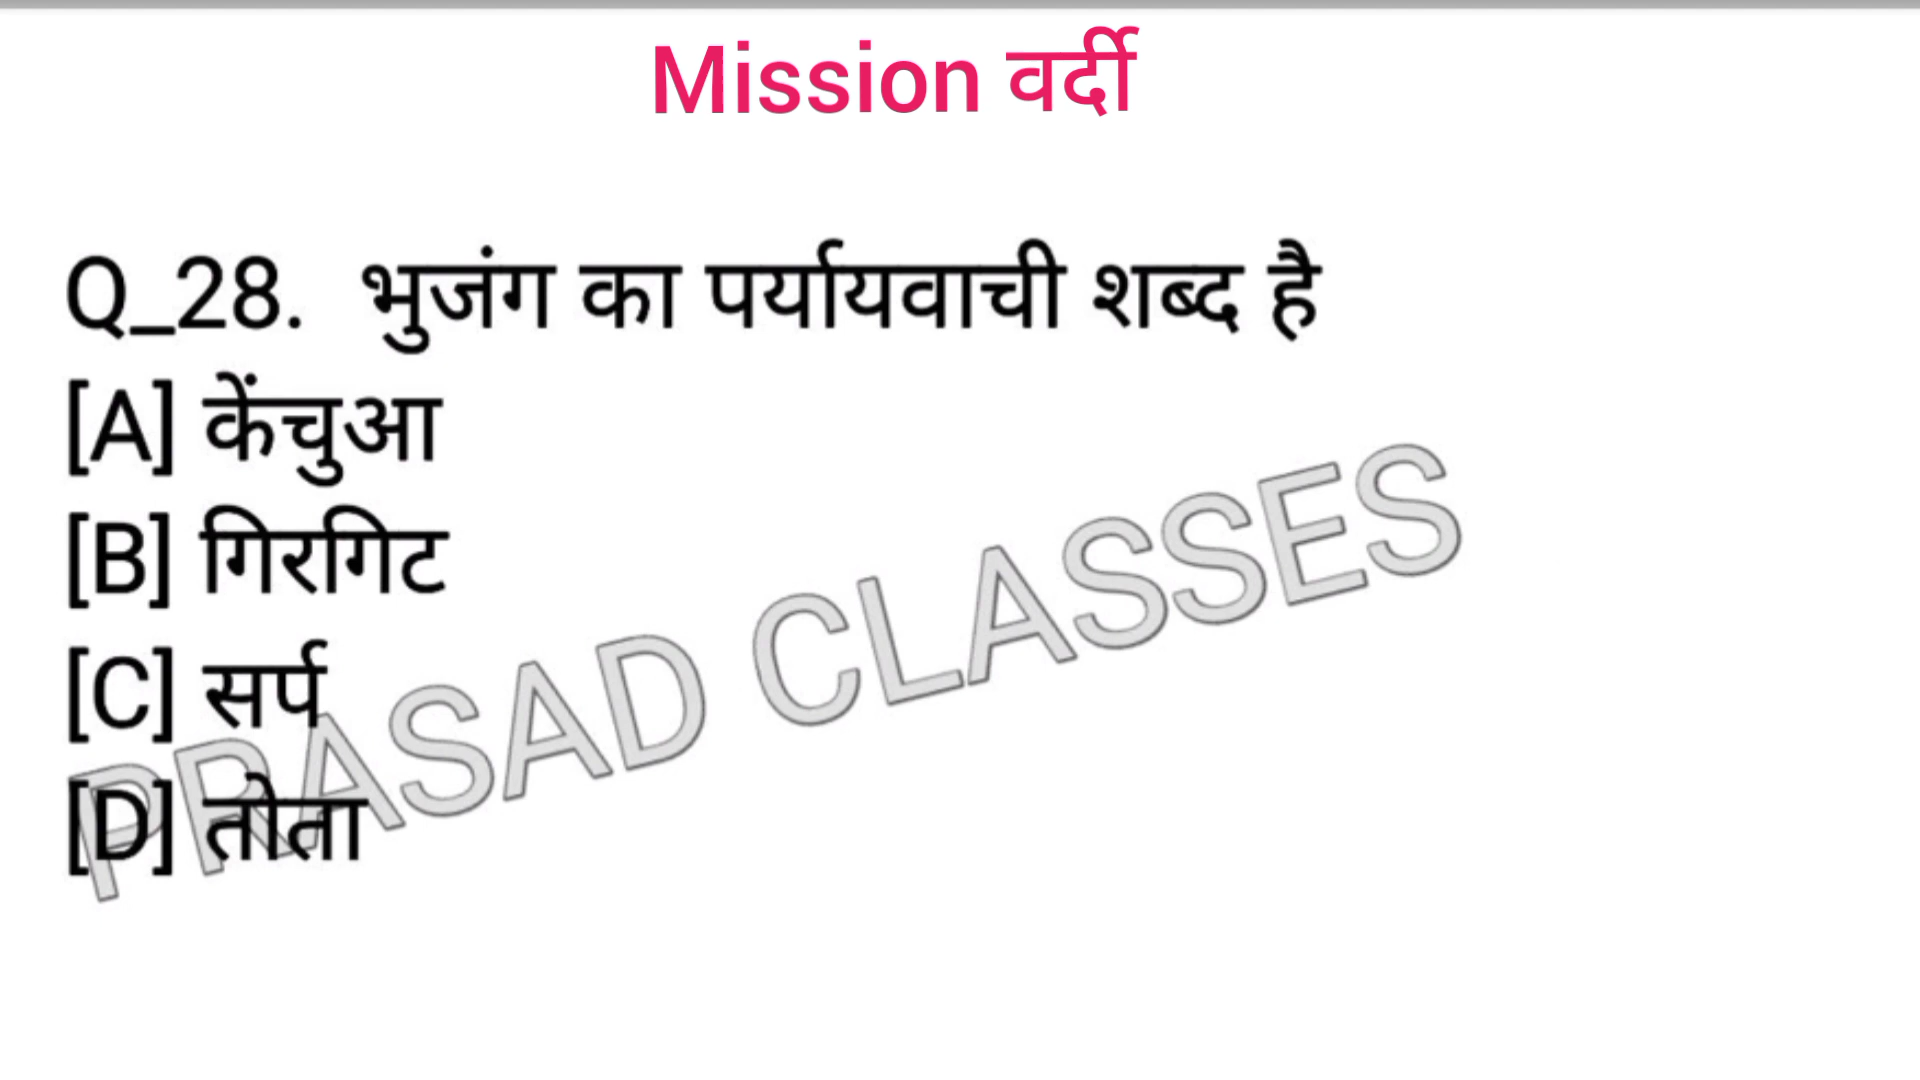 Mission वर्दी
Q_28. भुजंग का पर्यायवाची शब्द है
[A] केंचुआ
[B] गिरगिट
[C] सर्प
[D] तोता
PRASAD CLASSES